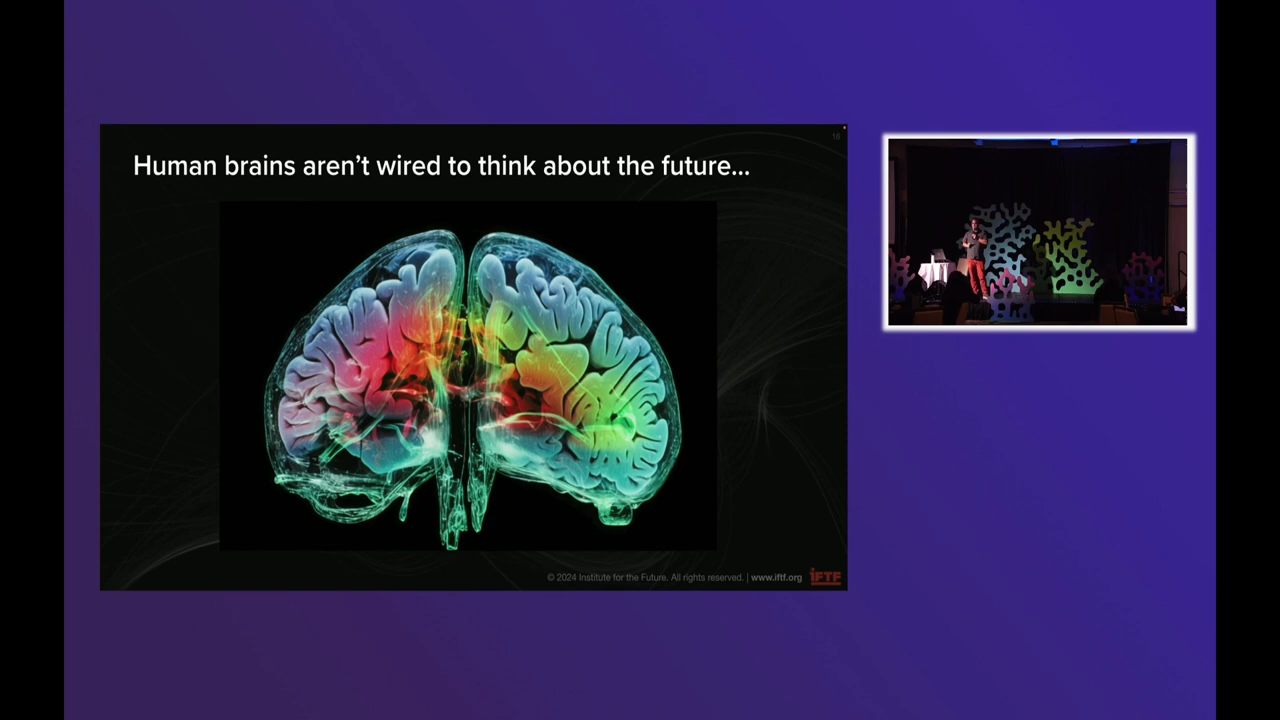 16
Human brains aren’t wired to think about the future...
© 2024 Institute for the Future. All rights reserved. | www.iftf.org
IFTF